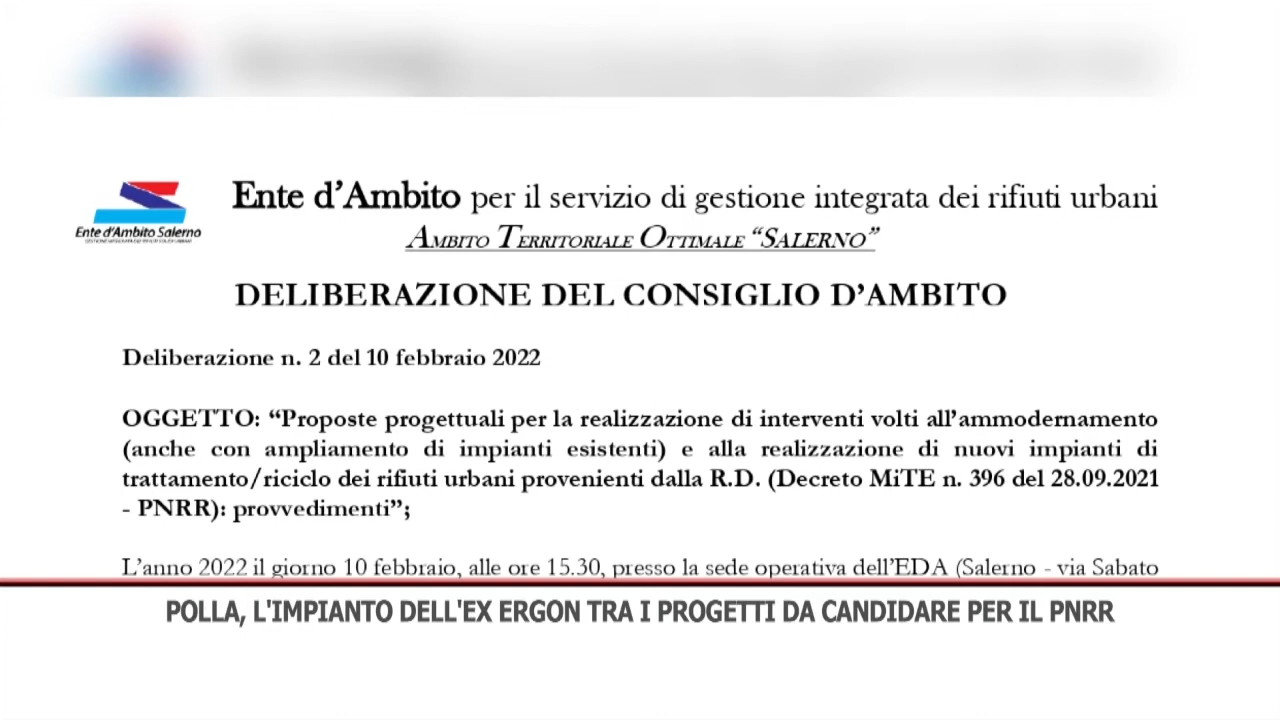 Ente d'Ambito per il servizio di gestione integrata dei rifiuti urbani
AMBITO TERRITORIALE OTTIMALE “SALERNO”
Ente d'Ambito Salerno
DELIBERAZIONE DEL CONSIGLIO D'AMBITO
Deliberazione n. 2 del 10 febbraio 2022
OGGETTO: “Proposte progettuali per la realizzazione di interventi volti all'ammodernamento
(anche con ampliamento di impianti esistenti) e alla realizzazione di nuovi impianti di
trattamento/riciclo dei rifiuti urbani provenienti dalla R.D. (Decreto MiTE n. 396 del 28.09.2021
- PNRR): provvedimenti”;
L'anno 2022 il giorno 10 febbraio, alle ore 15.30, presso la sede operativa dell'EDA (Salerno - via Sabato
POLLA, L'IMPIANTO DELL'EX ERGON TRA I PROGETTI DA CANDIDARE PER IL PNRR